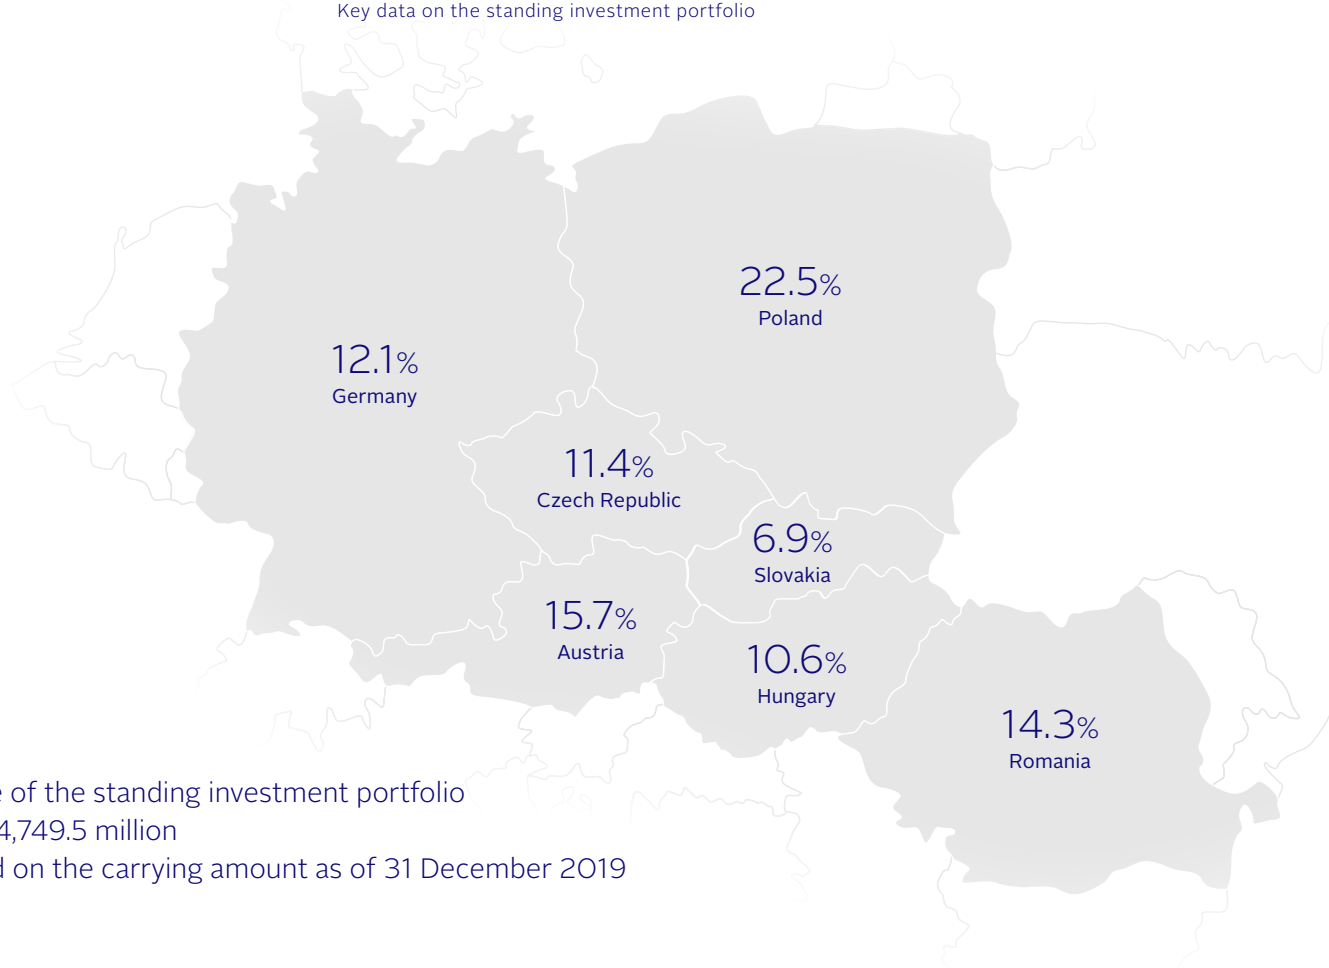 Key data on the standing investment portfolio
22.5%
Poland
12.1%
Germany
11.4%
Czech Republic
6.9%
Slovakia
15.7%
Austria
10.6%
Hungary
14.3%
Romania
of the standing investment portfolio
4,749.5 million
on the carrying amount as of 31 December 2019